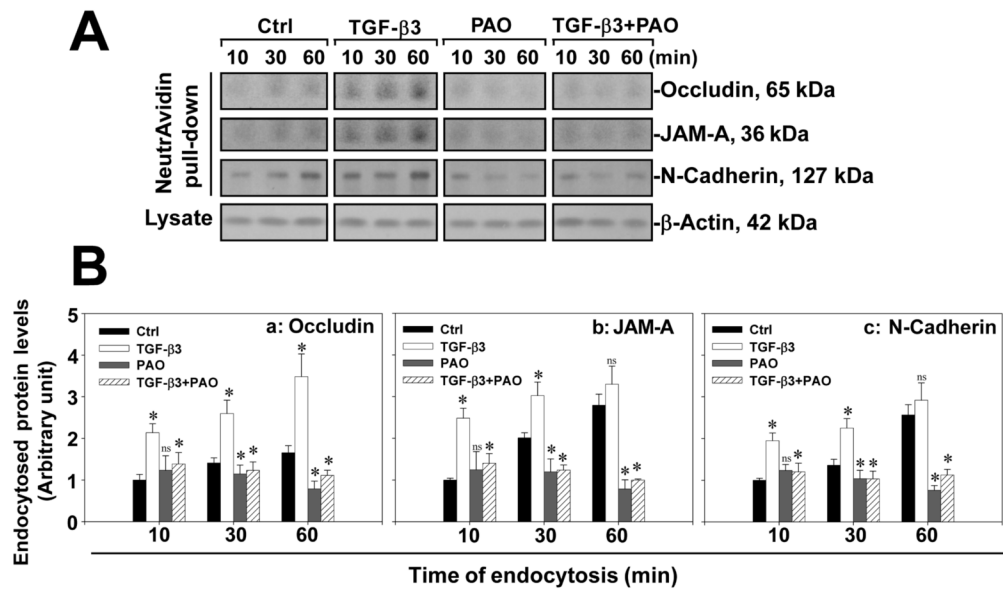 A
Ctrl TGF-β3 PAO TGF-β3+PAO
10 30 60 10 30 60 10 30 60 10 30 60 (min)
NeutrAvidin
pull-down
-Occludin, 65 kDa
-JAM-A, 36 kDa
-N-Cadherin, 127 kDa
Lysate
-β-Actin, 42 kDa
B
Endocytosed protein levels
(Arbitrary unit)
5
4
3
2
1
0
a: Occludin
Ctrl
TGF-β3
PAO
TGF-β3+PAO
* ns *
* * *
* * *
10 30 60
b: JAM-A
Ctrl
TGF-β3
PAO
TGF-β3+PAO
* ns *
* * *
ns * *
10 30 60
c: N-Cadherin
Ctrl
TGF-β3
PAO
TGF-β3+PAO
* ns *
* * *
ns * *
10 30 60
Time of endocytosis (min)